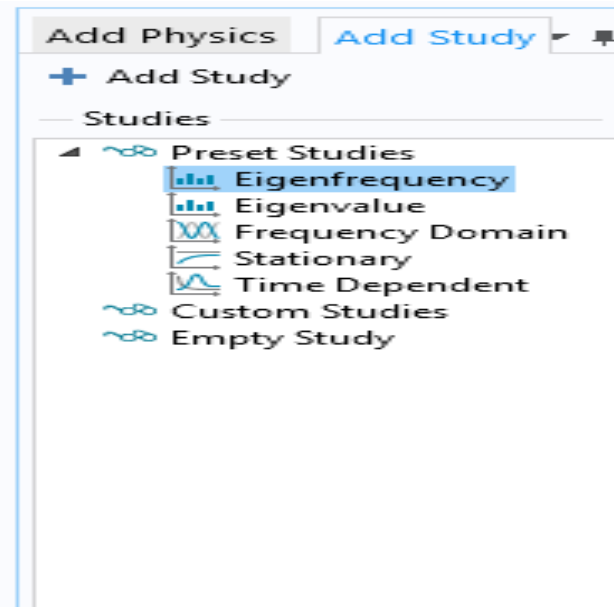 Add Physics Add Study
Add Study
Studies
Preset Studies
Eigenfrequency
Eigenvalue
Frequency Domain
Stationary
Time Dependent
Custom Studies
Empty Study